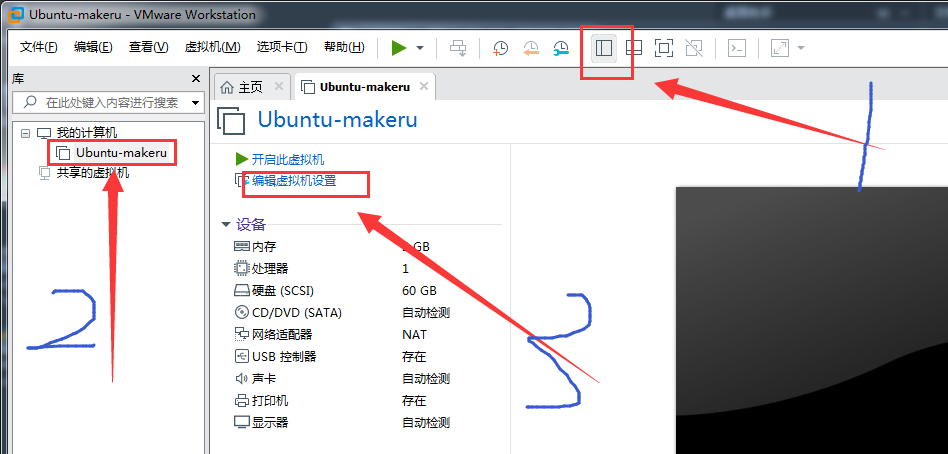 Ubuntu-makeru - VMware Workstation
文件(F) 编辑(E) 查看(V) 虚拟机(M) 选项卡(T) 帮助(H)
库
在此处键入内容进行搜索
我的计算机
Ubuntu-makeru
共享的虚拟机
主页 Ubuntu-makeru
Ubuntu-makeru
开启此虚拟机
编辑虚拟机设置
设备
内存 GB
处理器 1
硬盘 (SCSI) 60 GB
CD/DVD (SATA) 自动检测
网络适配器 NAT
USB 控制器 存在
声卡 自动检测
打印机 存在
显示器 自动检测
1
2
3